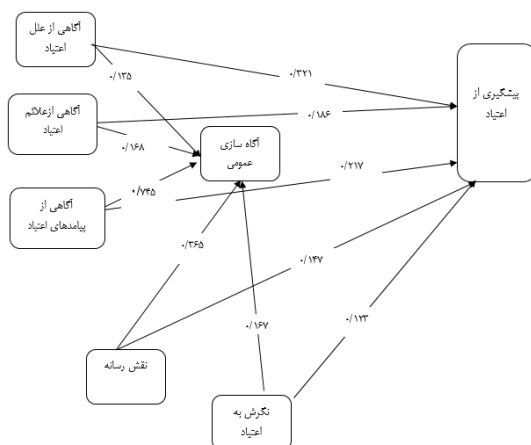 آگاهی از علل
اعتیاد
۰/۱۳۵
۰/۳۲۱
پیشگیری از
اعتیاد
آگاهی ازعلائم
اعتیاد
۰/۱۶۸
۰/۱۸۶
آگاه سازی
عمومی
آگاهی از
پیامدهای اعتیاد
۰/۷۴۵
۰/۲۱۷
۰/۳۶۵
۰/۱۴۷
۰/۱۶۷
۰/۱۲۳
نقش رسانه
نگرش به
اعتیاد